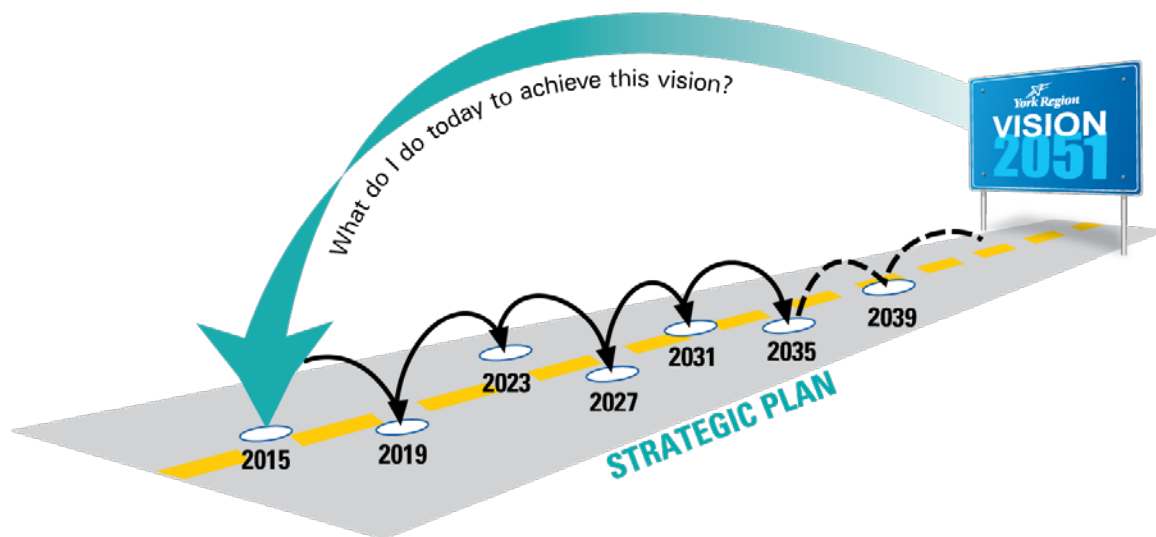 What do I do today to achieve this vision?
York Region
VISION
2051
2015
2019
2023
2027
2031
2035
2039
STRATEGIC PLAN